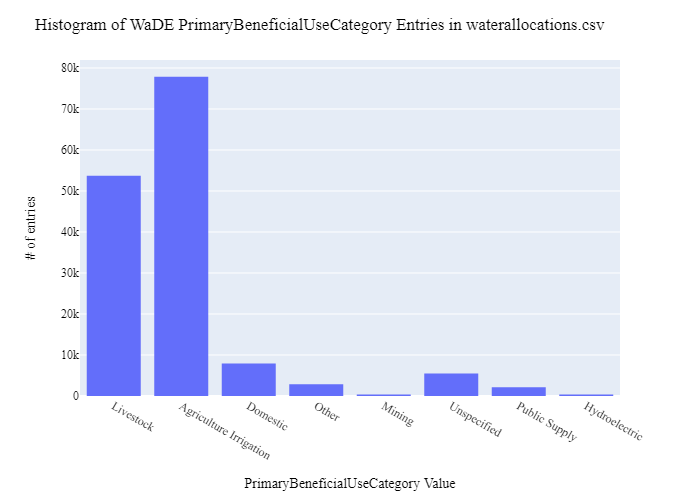 Histogram of WaDE PrimaryBeneficialUseCategory Entries in waterallocations.csv
# of entries
80k
70k
60k
50k
40k
30k
20k
10k
0
Livestock
Agriculture Irrigation
Domestic
Other
Mining
Unspecified
Public Supply
Hydroelectric
PrimaryBeneficialUseCategory Value